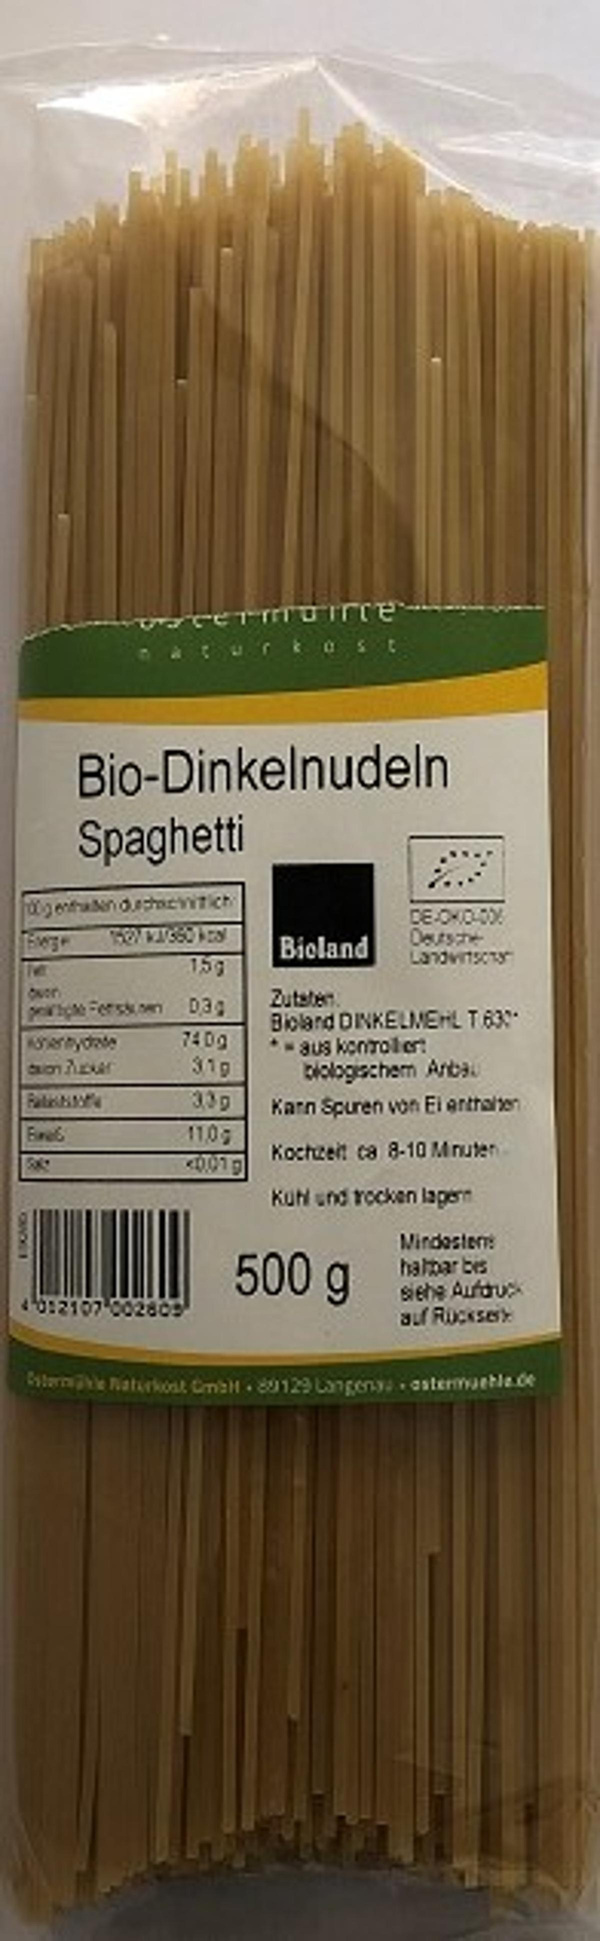 ostermühle
naturkost
Bio-Dinkelnudeln
Spaghetti
100 g enthalten durchschnittlich
Energie 1527 kJ/360 kcal
Fett 1,5 g
davon
gesättigte Fettsäuren 0,3 g
Kohlenhydrate 74,0 g
davon Zucker 3,1 g
Ballaststoffe 3,3 g
Eiweiß 11,0 g
Salz <0,01 g
Bioland
DE-ÖKO-006
Deutsche
Landwirtschaft
Zutaten:
Bioland DINKELMEHL T.630*
* = aus kontrolliert
biologischem Anbau
Kann Spuren von Ei enthalten
Kochzeit ca. 8-10 Minuten
Kühl und trocken lagern
4 012107 002809
500 g
Mindestens
haltbar bis
siehe Aufdruck
auf Rückseite
Ostermühle Naturkost GmbH • 89129 Langenau • ostermuehle.de